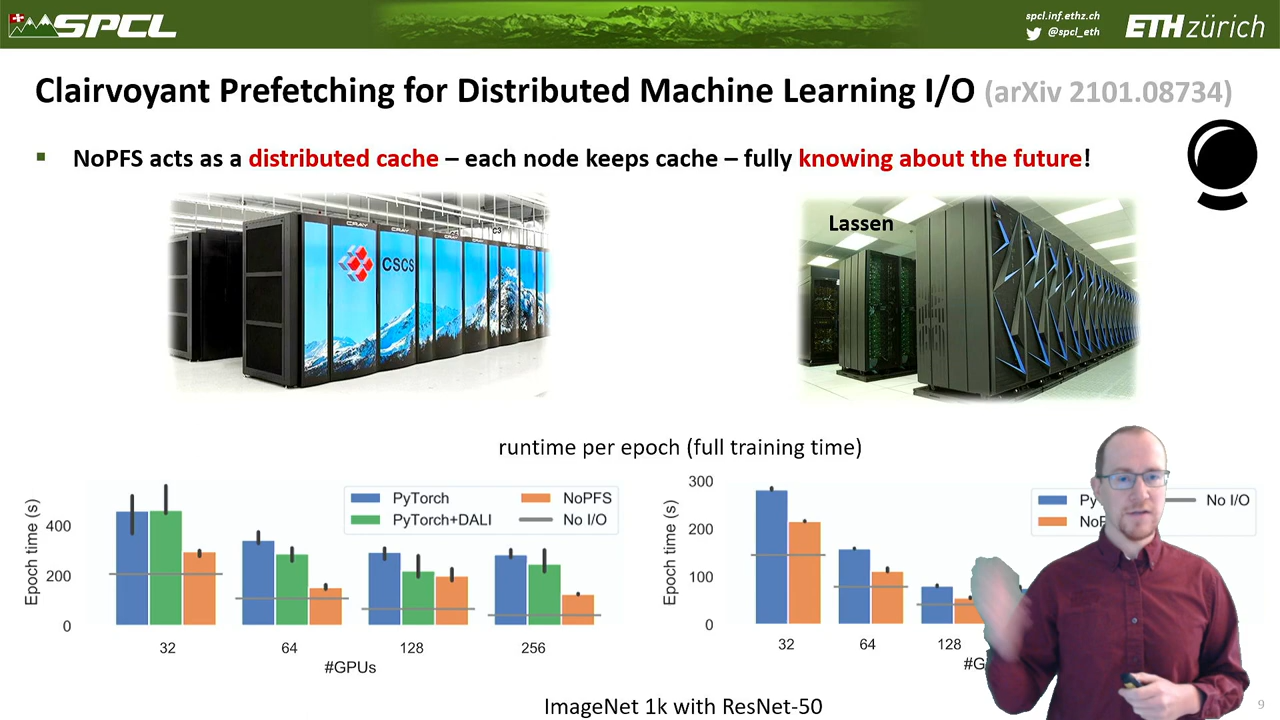 SPCL
spcl.inf.ethz.ch
@spcl_eth
ETH zürich
Clairvoyant Prefetching for Distributed Machine Learning I/O (arXiv 2101.08734)
NoPFS acts as a distributed cache – each node keeps cache – fully knowing about the future!
CRAY
CSCS
Lassen
runtime per epoch (full training time)
Epoch time (s)
400
200
0
PyTorch
NoPFS
PyTorch+DALI
No I/O
32
64
128
256
#GPUs
Epoch time (s)
300
200
100
0
No I/O
32
64
128
ImageNet 1k with ResNet-50
9